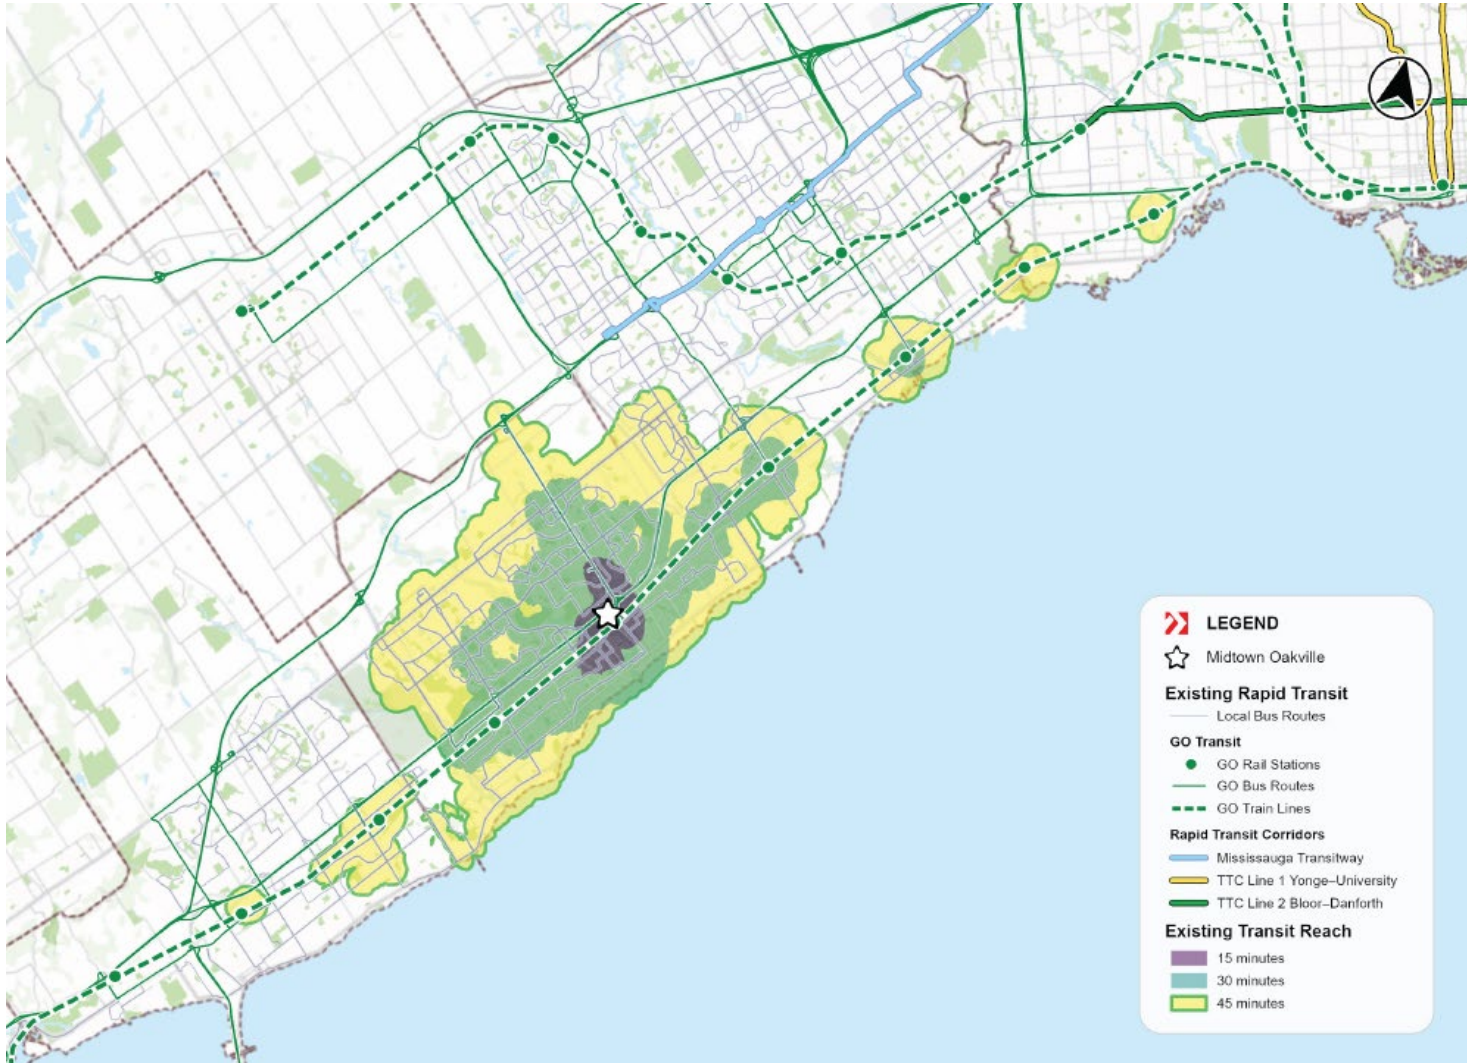 LEGEND
Midtown Oakville
Existing Rapid Transit
Local Bus Routes
GO Transit
GO Rail Stations
GO Bus Routes
GO Train Lines
Rapid Transit Corridors
Mississauga Transitway
TTC Line 1 Yonge–University
TTC Line 2 Bloor–Danforth
Existing Transit Reach
15 minutes
30 minutes
45 minutes